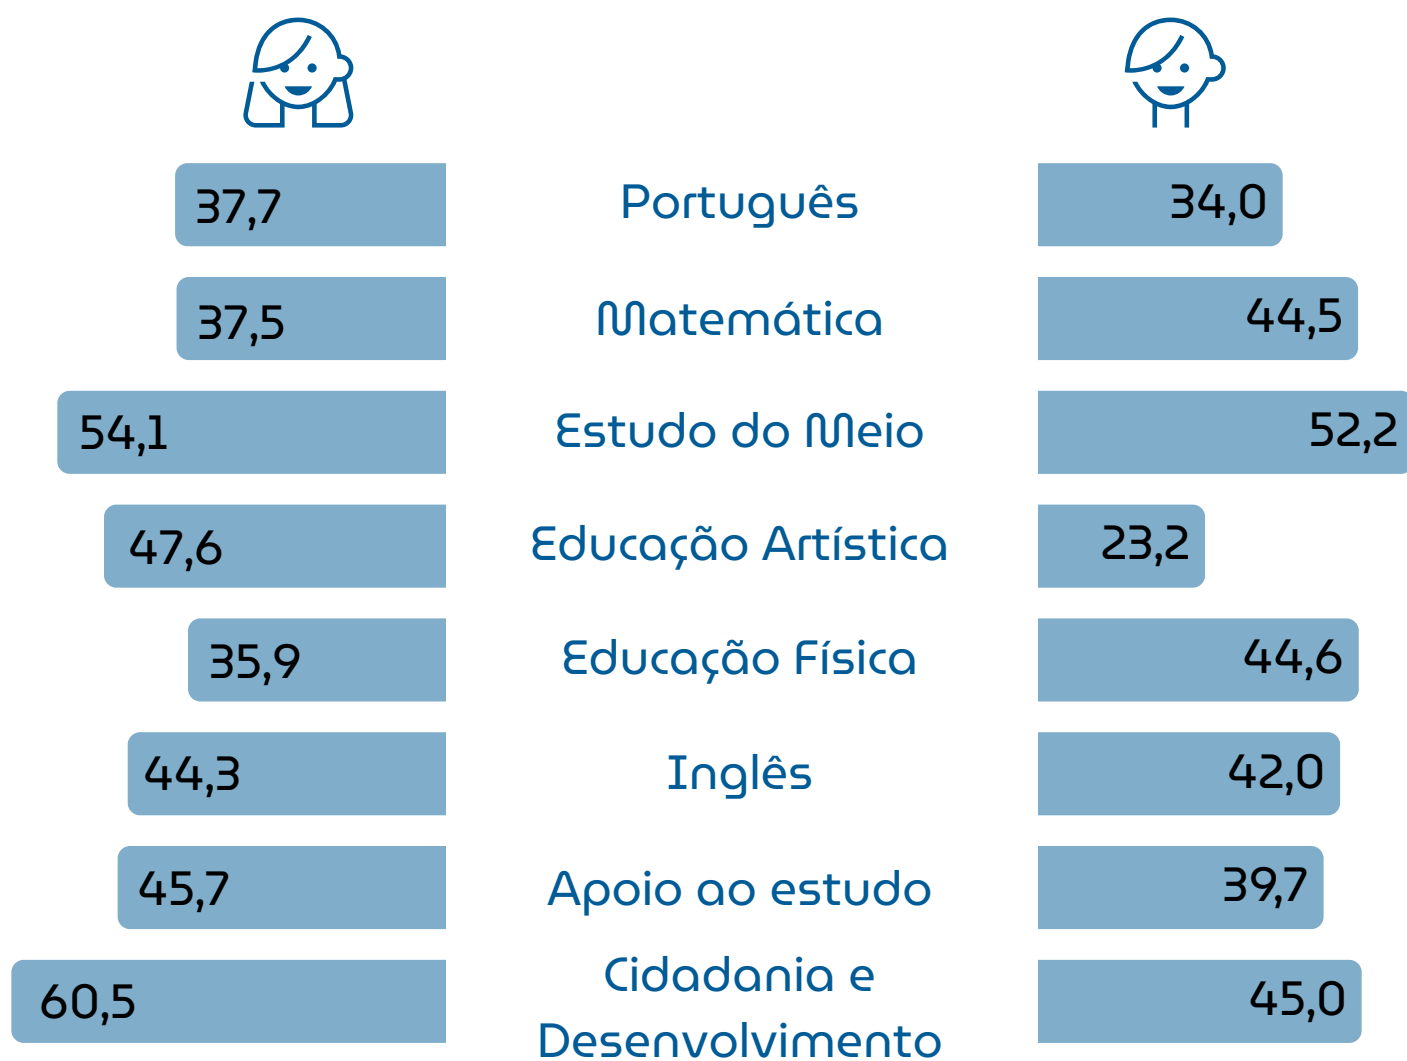 37,7 Português 34,0
37,5 Matemática 44,5
54,1 Estudo do Meio 52,2
47,6 Educação Artística 23,2
35,9 Educação Física 44,6
44,3 Inglês 42,0
45,7 Apoio ao estudo 39,7
60,5 Cidadania e 45,0
Desenvolvimento